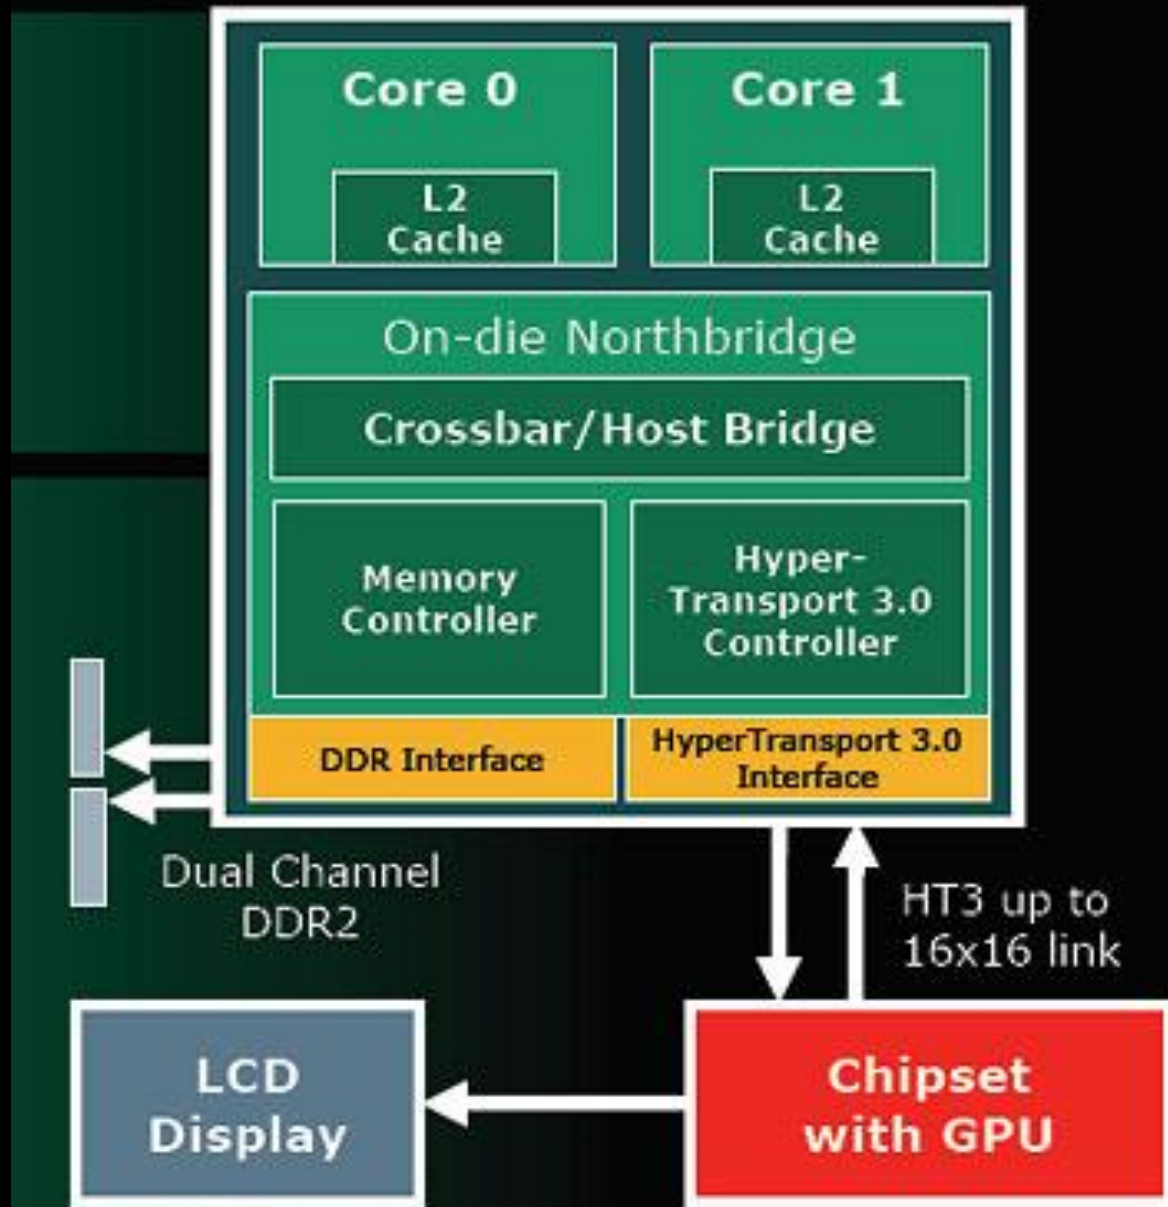 Core 0
Core 1
L2
Cache
L2
Cache
On-die Northbridge
Crossbar/Host Bridge
Memory
Controller
Hyper-
Transport 3.0
Controller
DDR Interface
HyperTransport 3.0
Interface
Dual Channel
DDR2
HT3 up to
16x16 link
LCD
Display
Chipset
with GPU